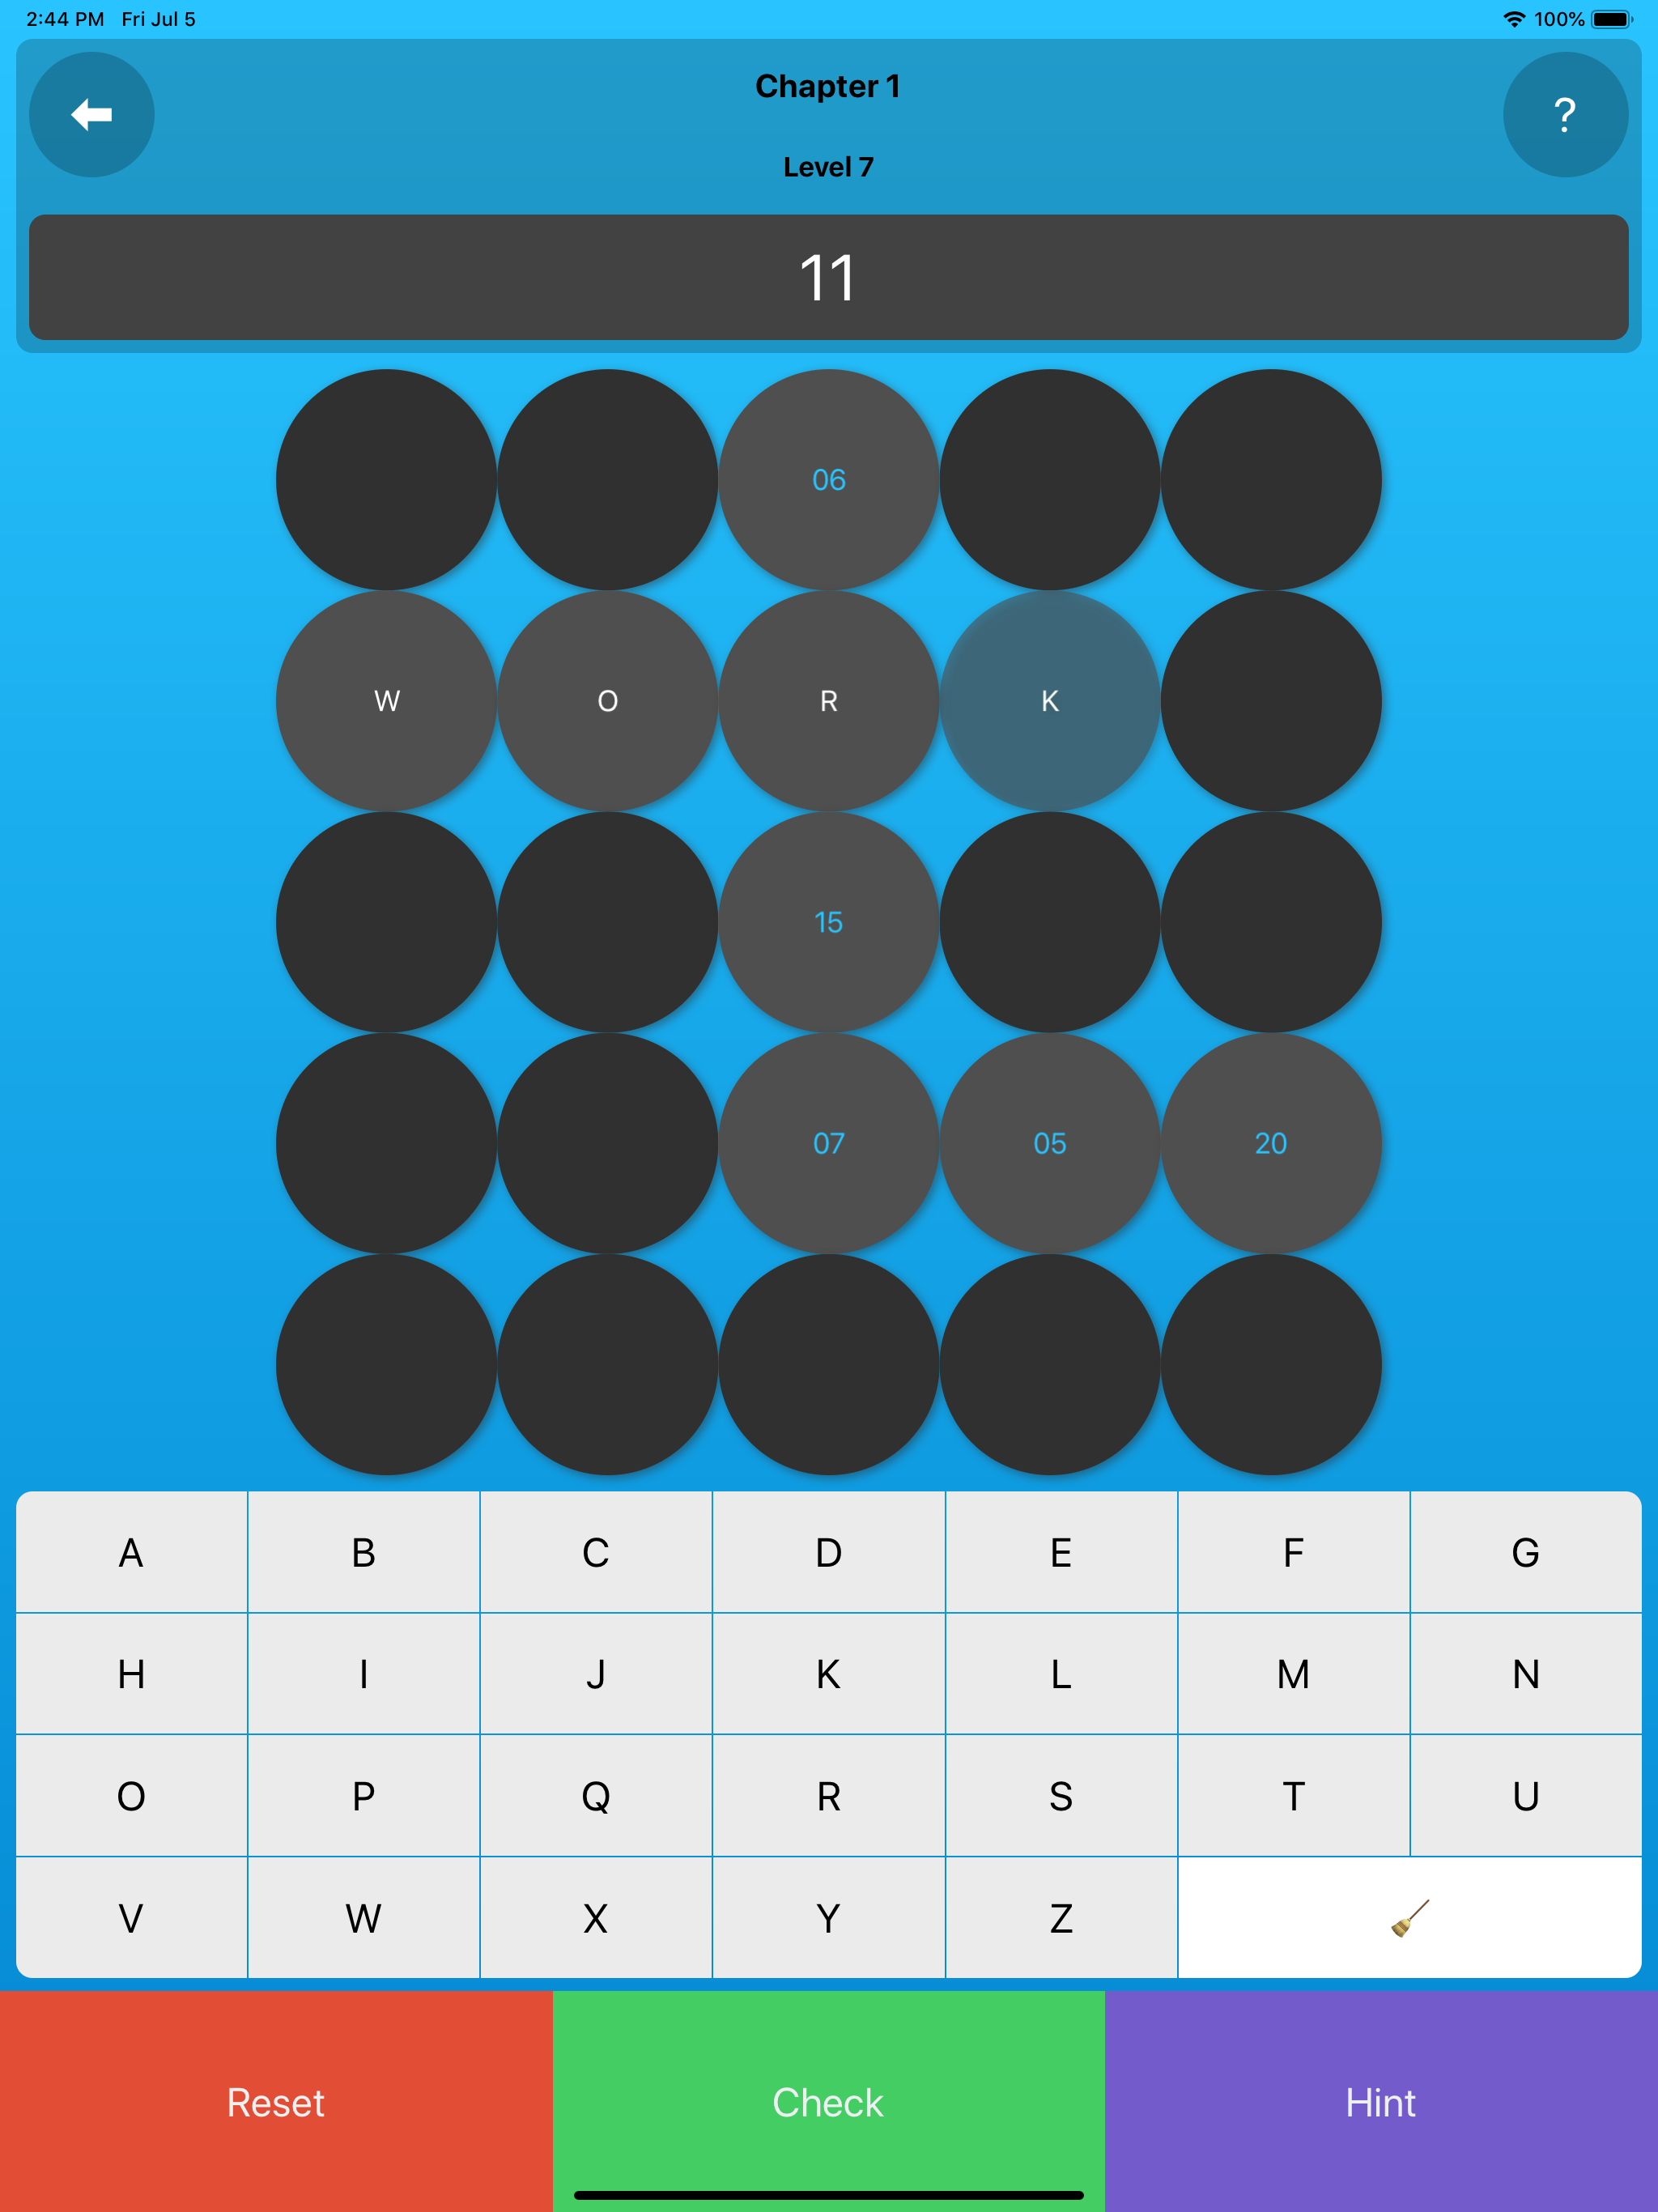 2:44 PM Fri Jul 5 100%
Chapter 1
?
Level 7
11
06
W O R K
15
07 05 20
A B C D E F G
H I J K L M N
O P Q R S T U
V W X Y Z
Reset Check Hint